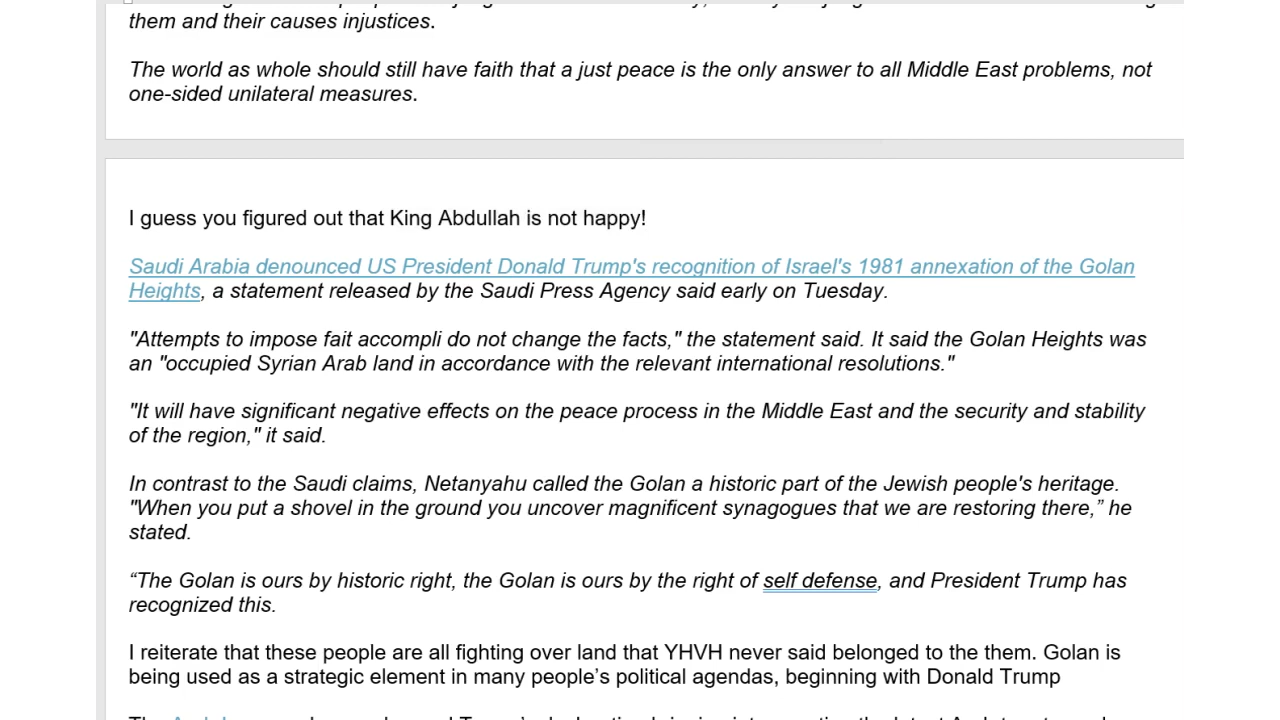 them and their causes injustices.
The world as whole should still have faith that a just peace is the only answer to all Middle East problems, not
one-sided unilateral measures.
I guess you figured out that King Abdullah is not happy!
Saudi Arabia denounced US President Donald Trump's recognition of Israel's 1981 annexation of the Golan
Heights, a statement released by the Saudi Press Agency said early on Tuesday.
"Attempts to impose fait accompli do not change the facts," the statement said. It said the Golan Heights was
an "occupied Syrian Arab land in accordance with the relevant international resolutions."
"It will have significant negative effects on the peace process in the Middle East and the security and stability
of the region," it said.
In contrast to the Saudi claims, Netanyahu called the Golan a historic part of the Jewish people's heritage.
"When you put a shovel in the ground you uncover magnificent synagogues that we are restoring there,” he
stated.
“The Golan is ours by historic right, the Golan is ours by the right of self defense, and President Trump has
recognized this.
I reiterate that these people are all fighting over land that YHVH never said belonged to the them. Golan is
being used as a strategic element in many people’s political agendas, beginning with Donald Trump